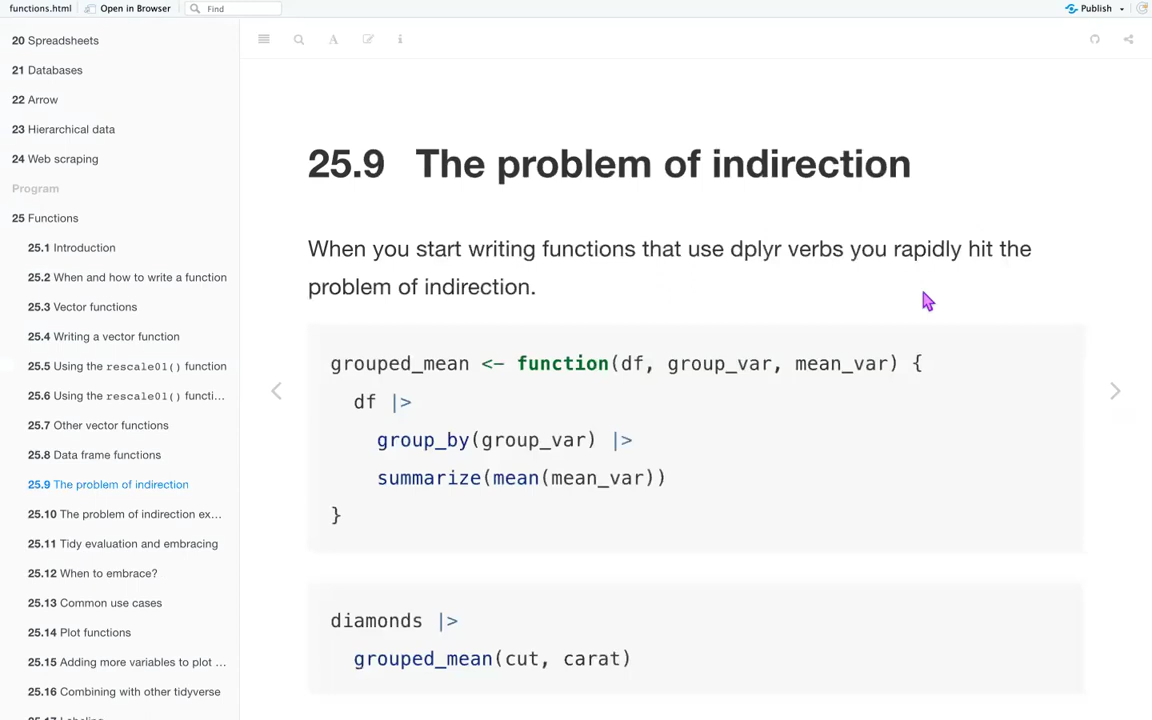 functions.html Open in Browser Find Publish
20 Spreadsheets
21 Databases
22 Arrow
23 Hierarchical data
24 Web scraping
Program
25 Functions
25.1 Introduction
25.2 When and how to write a function
25.3 Vector functions
25.4 Writing a vector function
25.5 Using the rescale01() function
25.6 Using the rescale01() functi...
25.7 Other vector functions
25.8 Data frame functions
25.9 The problem of indirection
25.10 The problem of indirection ex...
25.11 Tidy evaluation and embracing
25.12 When to embrace?
25.13 Common use cases
25.14 Plot functions
25.15 Adding more variables to plot ...
25.16 Combining with other tidyverse
25.17 Labeling
A i
25.9 The problem of indirection
When you start writing functions that use dplyr verbs you rapidly hit the
problem of indirection.
grouped_mean <- function(df, group_var, mean_var) {
df |>
group_by(group_var) |>
summarize(mean(mean_var))
}
diamonds |>
grouped_mean(cut, carat)